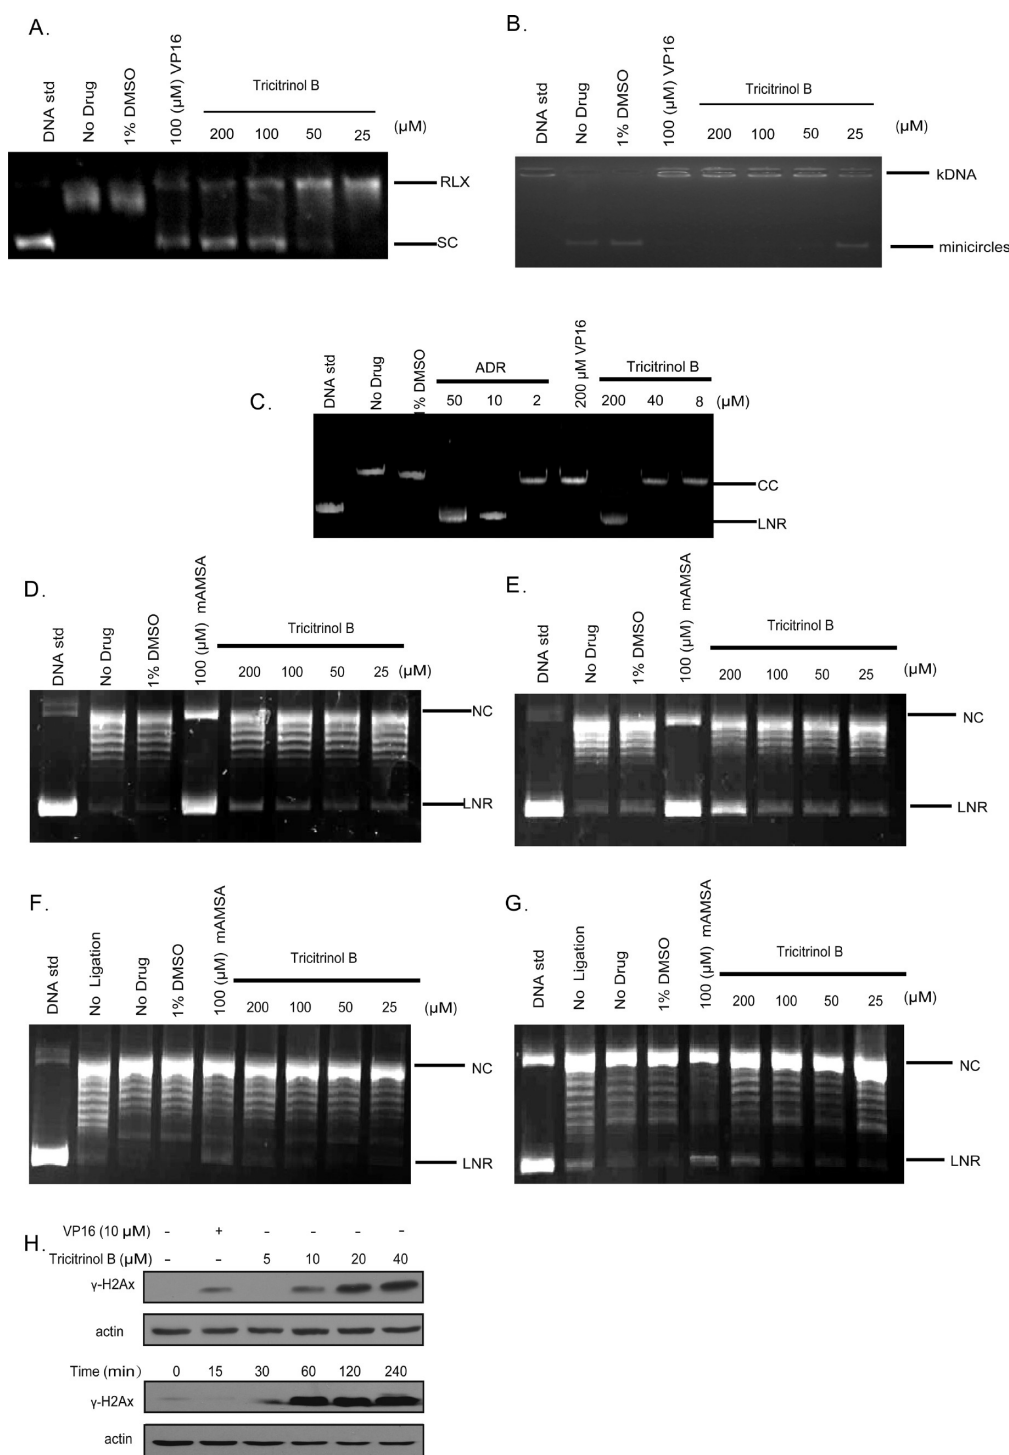 A.
DNA std
No Drug
1% DMSO
100 (µM) VP16
Tricitrinol B
200 100 50 25 (µM)
RLX
SC
B.
DNA std
No Drug
1% DMSO
100 (µM) VP16
Tricitrinol B
200 100 50 25 (µM)
kDNA
minicircles
C.
DNA std
No Drug
1% DMSO
ADR
50 10 2
200 µM VP16
Tricitrinol B
200 40 8 (µM)
CC
LNR
D.
DNA std
No Drug
1% DMSO
100 (µM) mAMSA
Tricitrinol B
200 100 50 25 (µM)
NC
LNR
E.
DNA std
No Drug
1% DMSO
100 (µM) mAMSA
Tricitrinol B
200 100 50 25 (µM)
NC
LNR
F.
DNA std
No Ligation
No Drug
1% DMSO
100 (µM) mAMSA
Tricitrinol B
200 100 50 25 (µM)
NC
LNR
G.
DNA std
No Ligation
No Drug
1% DMSO
100 (µM) mAMSA
Tricitrinol B
200 100 50 25 (µM)
NC
LNR
H.
VP16 (10 µM) - + - - - -
Tricitrinol B (µM) - - 5 10 20 40
γ-H2Ax
actin
Time (min) 0 15 30 60 120 240
γ-H2Ax
actin